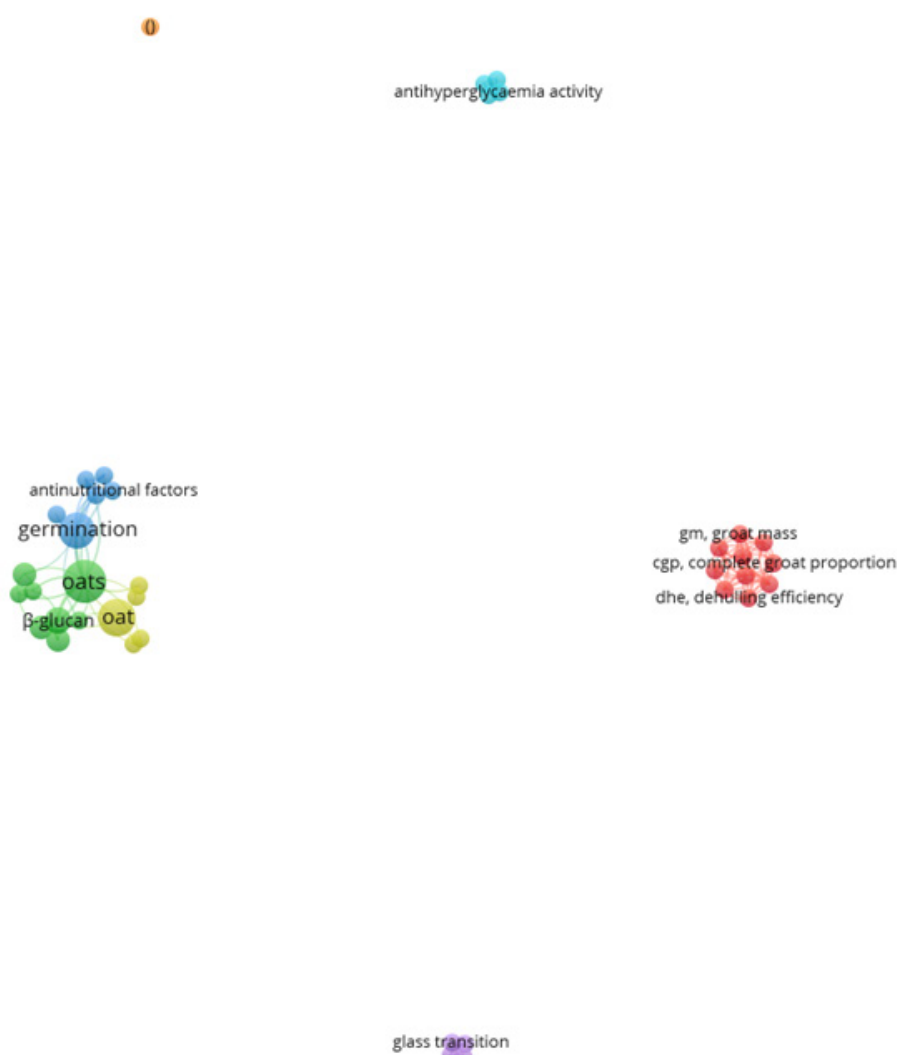 ()
antihyperglycaemia activity
antinutritional factors
germination
oats
β-glucan
oat
gm, groat mass
cgp, complete groat proportion
dhe, dehulling efficiency
glass transition